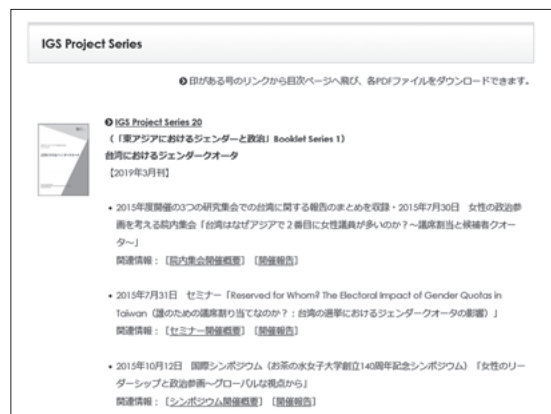 IGS Project Series
印がある号のリンクから目次ページへ飛び、各PDFファイルをダウンロードできます。
IGS Project Series 20
(「東アジアにおけるジェンダーと政治」Booklet Series 1)
台湾におけるジェンダークオータ
【2019年3月刊】
• 2015年度開催の3つの研究集会での台湾に関する報告のまとめを収録・2015年7月30日 女性の政治参
画を考える院内集会「台湾はなぜアジアで2番目に女性議員が多いのか?~議席割当と候補者クオー
タ~」
関連情報:〔院内集会開催概要〕〔開催報告〕
• 2015年7月31日 セミナー「Reserved for Whom? The Electoral Impact of Gender Quotas in
Taiwan(誰のための議席割り当てなのか?:台湾の選挙におけるジェンダークオータの影響)」
関連情報:〔セミナー開催概要〕〔開催報告〕
• 2015年10月12日 国際シンポジウム(お茶の水女子大学創立140周年記念シンポジウム)「女性のリー
ダーシップと政治参画~グローバルな視点から」
関連情報:〔シンポジウム開催概要〕〔開催報告〕